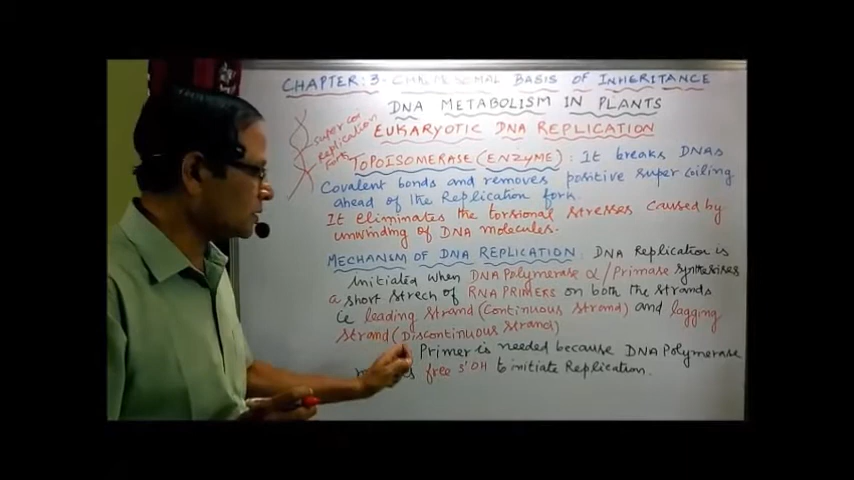 CHAPTER: 3- CHROMOSOMAL BASIS OF INHERITANCE
DNA METABOLISM IN PLANTS
EUKARYOTIC DNA REPLICATION
super coi
replication
fork
TOPOISOMERASE (ENZYME) : It breaks DNAs
Covalent bonds and removes positive super coiling
ahead of the Replication fork.
It eliminates the torsional stresses caused by
unwinding of DNA molecules.
MECHANISM OF DNA REPLICATION: DNA Replication is
initiated when DNA Polymerase α/Primase synthesises
a short strech of RNA PRIMERS on both the strands
ie leading strand (Continuous strand) and lagging
strand (Discontinuous strand)
Primer is needed because DNA Polymerase
free 3'OH to initiate Replication.